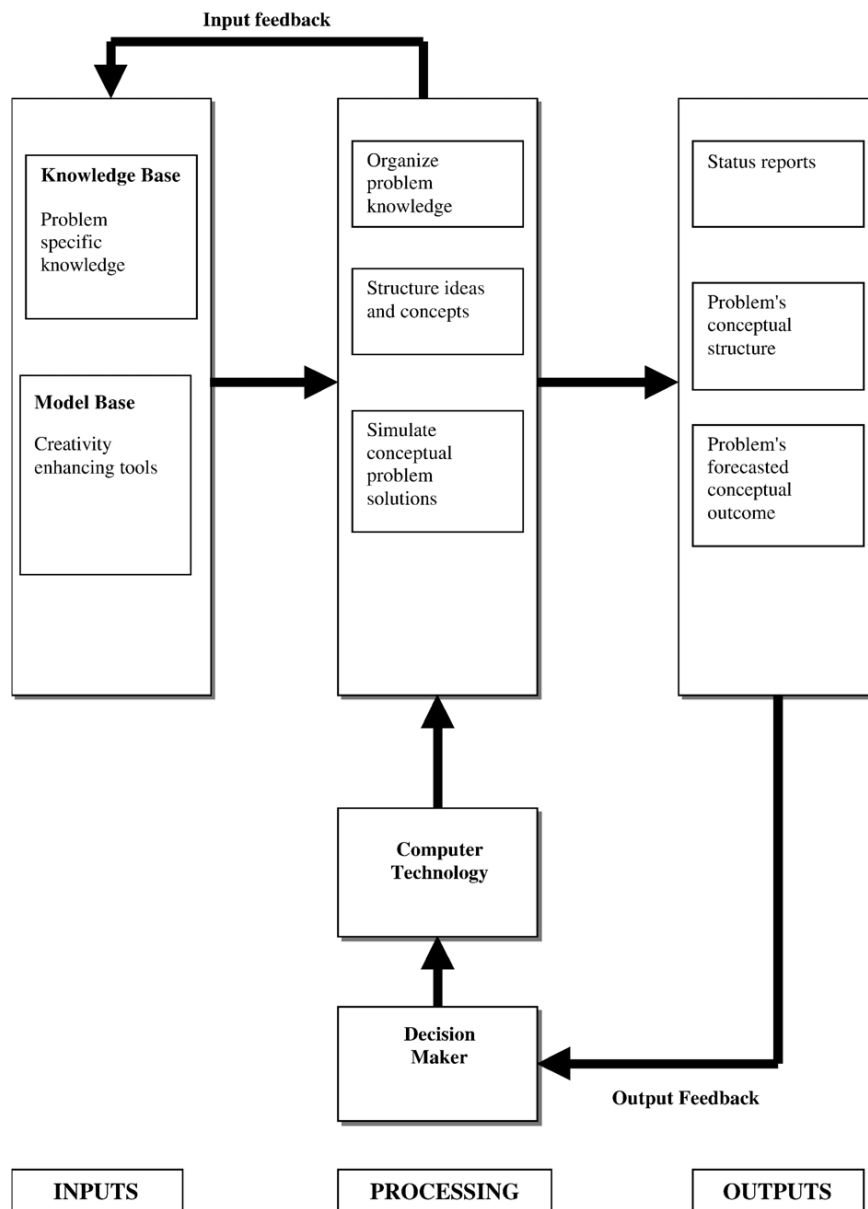 Input feedback
Knowledge Base
Problem
specific
knowledge
Model Base
Creativity
enhancing tools
Organize
problem
knowledge
Structure ideas
and concepts
Simulate
conceptual
problem
solutions
Status reports
Problem's
conceptual
structure
Problem's
forecasted
conceptual
outcome
Computer
Technology
Decision
Maker
Output Feedback
INPUTS
PROCESSING
OUTPUTS